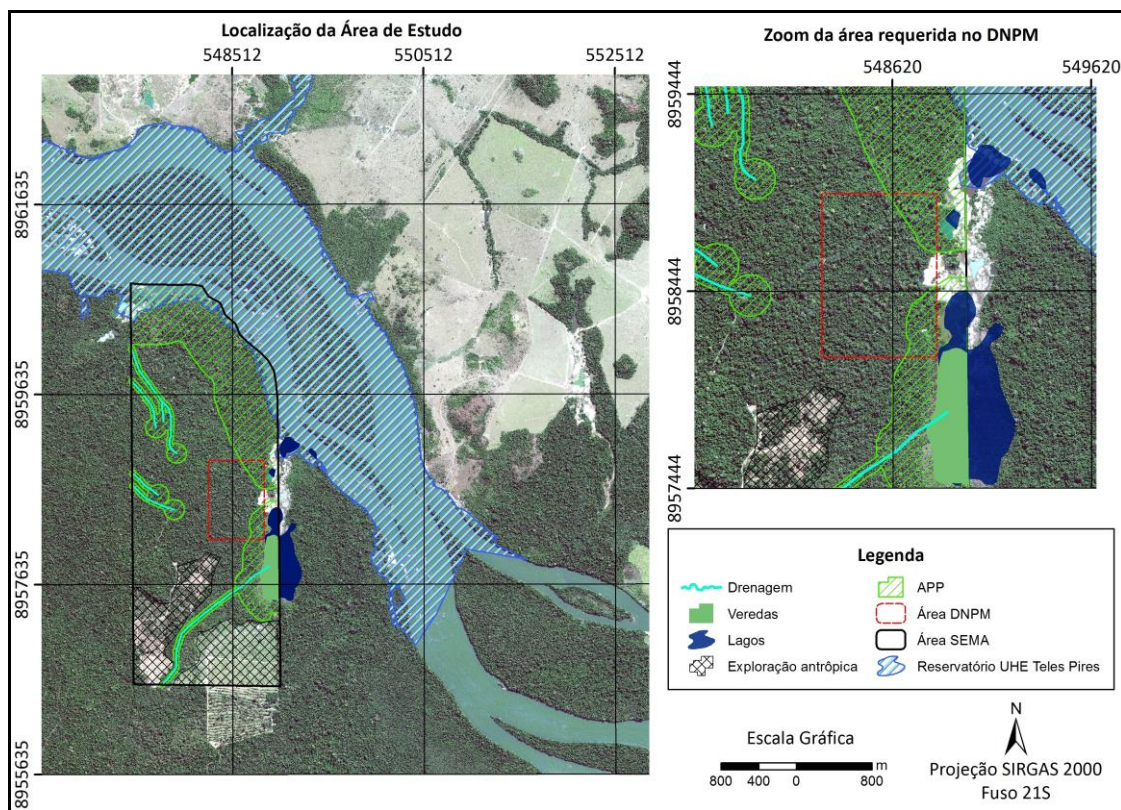 Localização da Área de Estudo
548512
550512
552512
8961635
8959635
8957635
8955635
Zoom da área requerida no DNPM
548620
549620
8959444
8958444
8957444
Legenda
Drenagem
Veredas
Lagos
Exploração antrôpica
APP
Área DNPM
Área SEMA
Reservatório UHE Teles Pires
Escala Gráfica
800 400 0 800 m
N
Projeção SIRGAS 2000
Fuso 21S